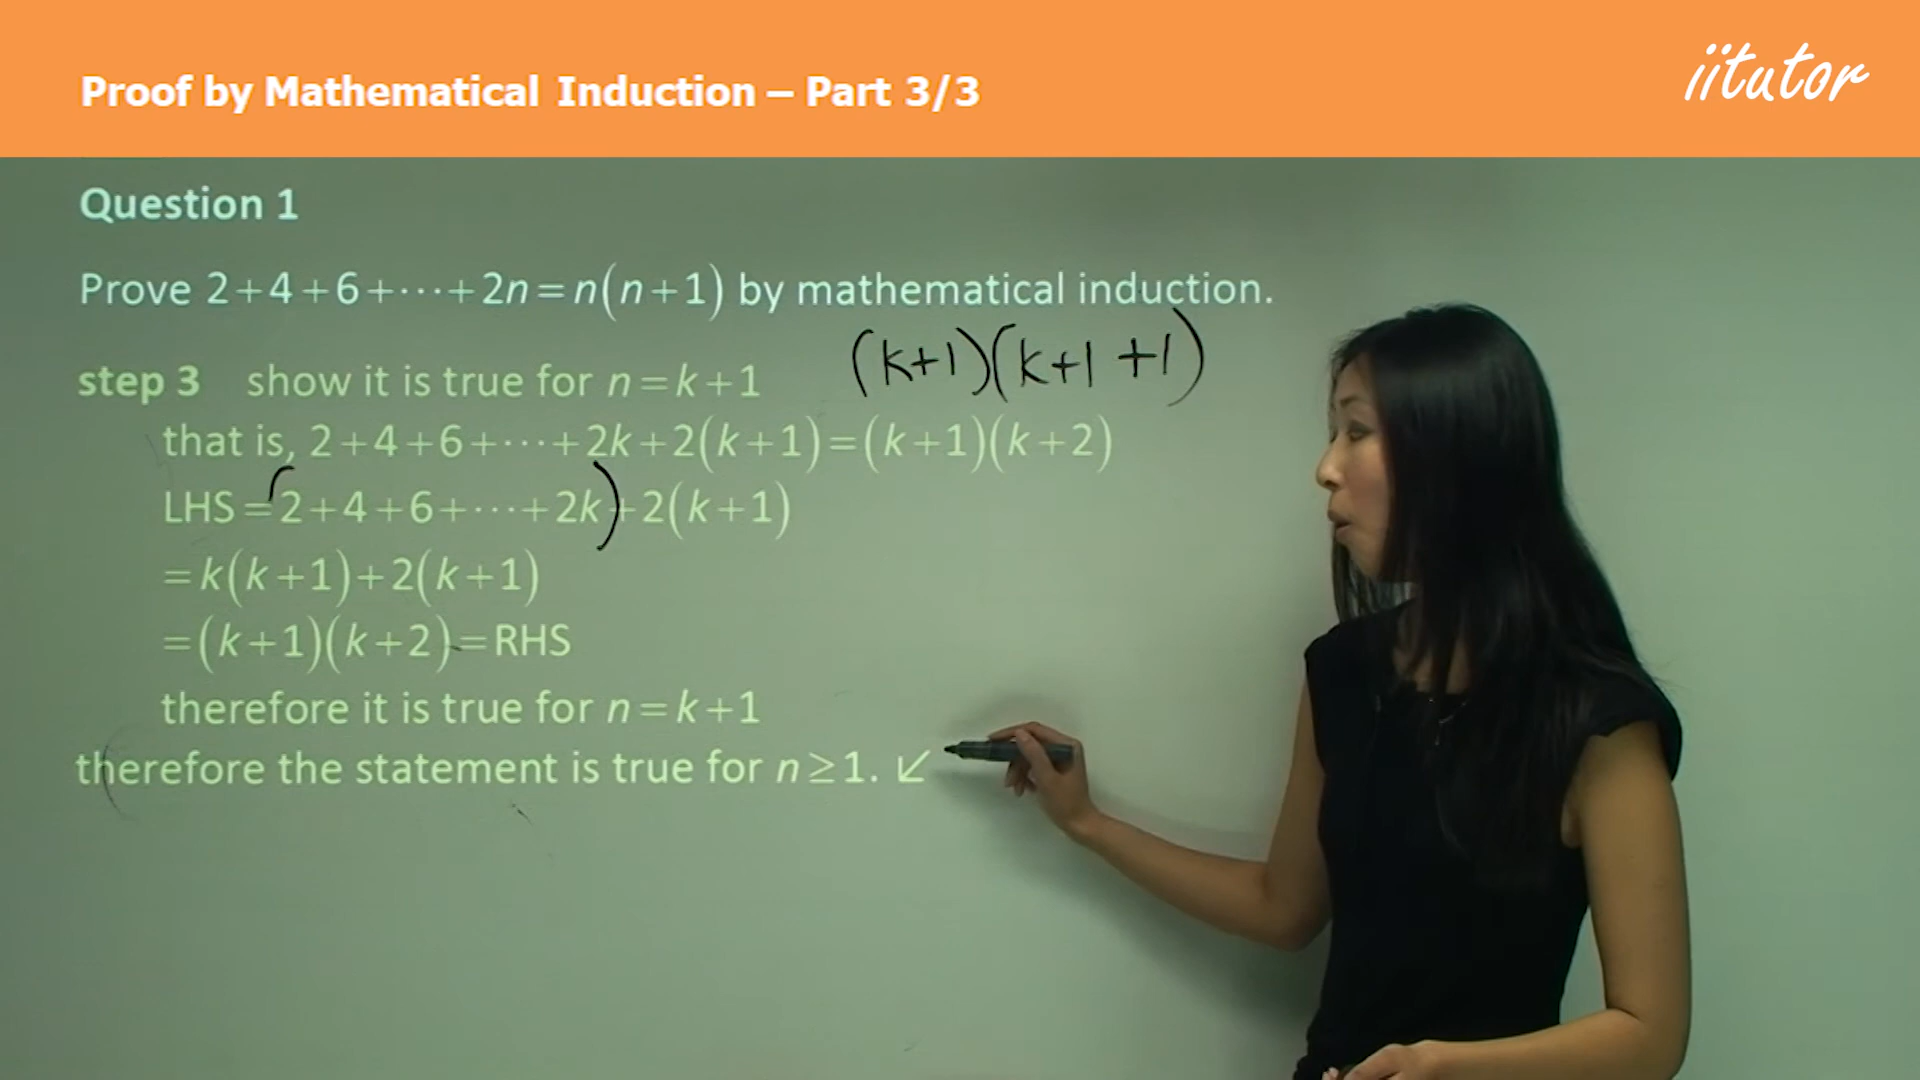 Proof by Mathematical Induction – Part 3/3
iitutor
Question 1
Prove 2+4+6+⋯+2n=n(n+1) by mathematical induction.
(k+1)(k+1+1)
step 3 show it is true for n=k+1
that is, 2+4+6+⋯+2k+2(k+1)=(k+1)(k+2)
LHS=(2+4+6+⋯+2k)+2(k+1)
=k(k+1)+2(k+1)
=(k+1)(k+2)=RHS
therefore it is true for n=k+1
therefore the statement is true for n≥1. ↙